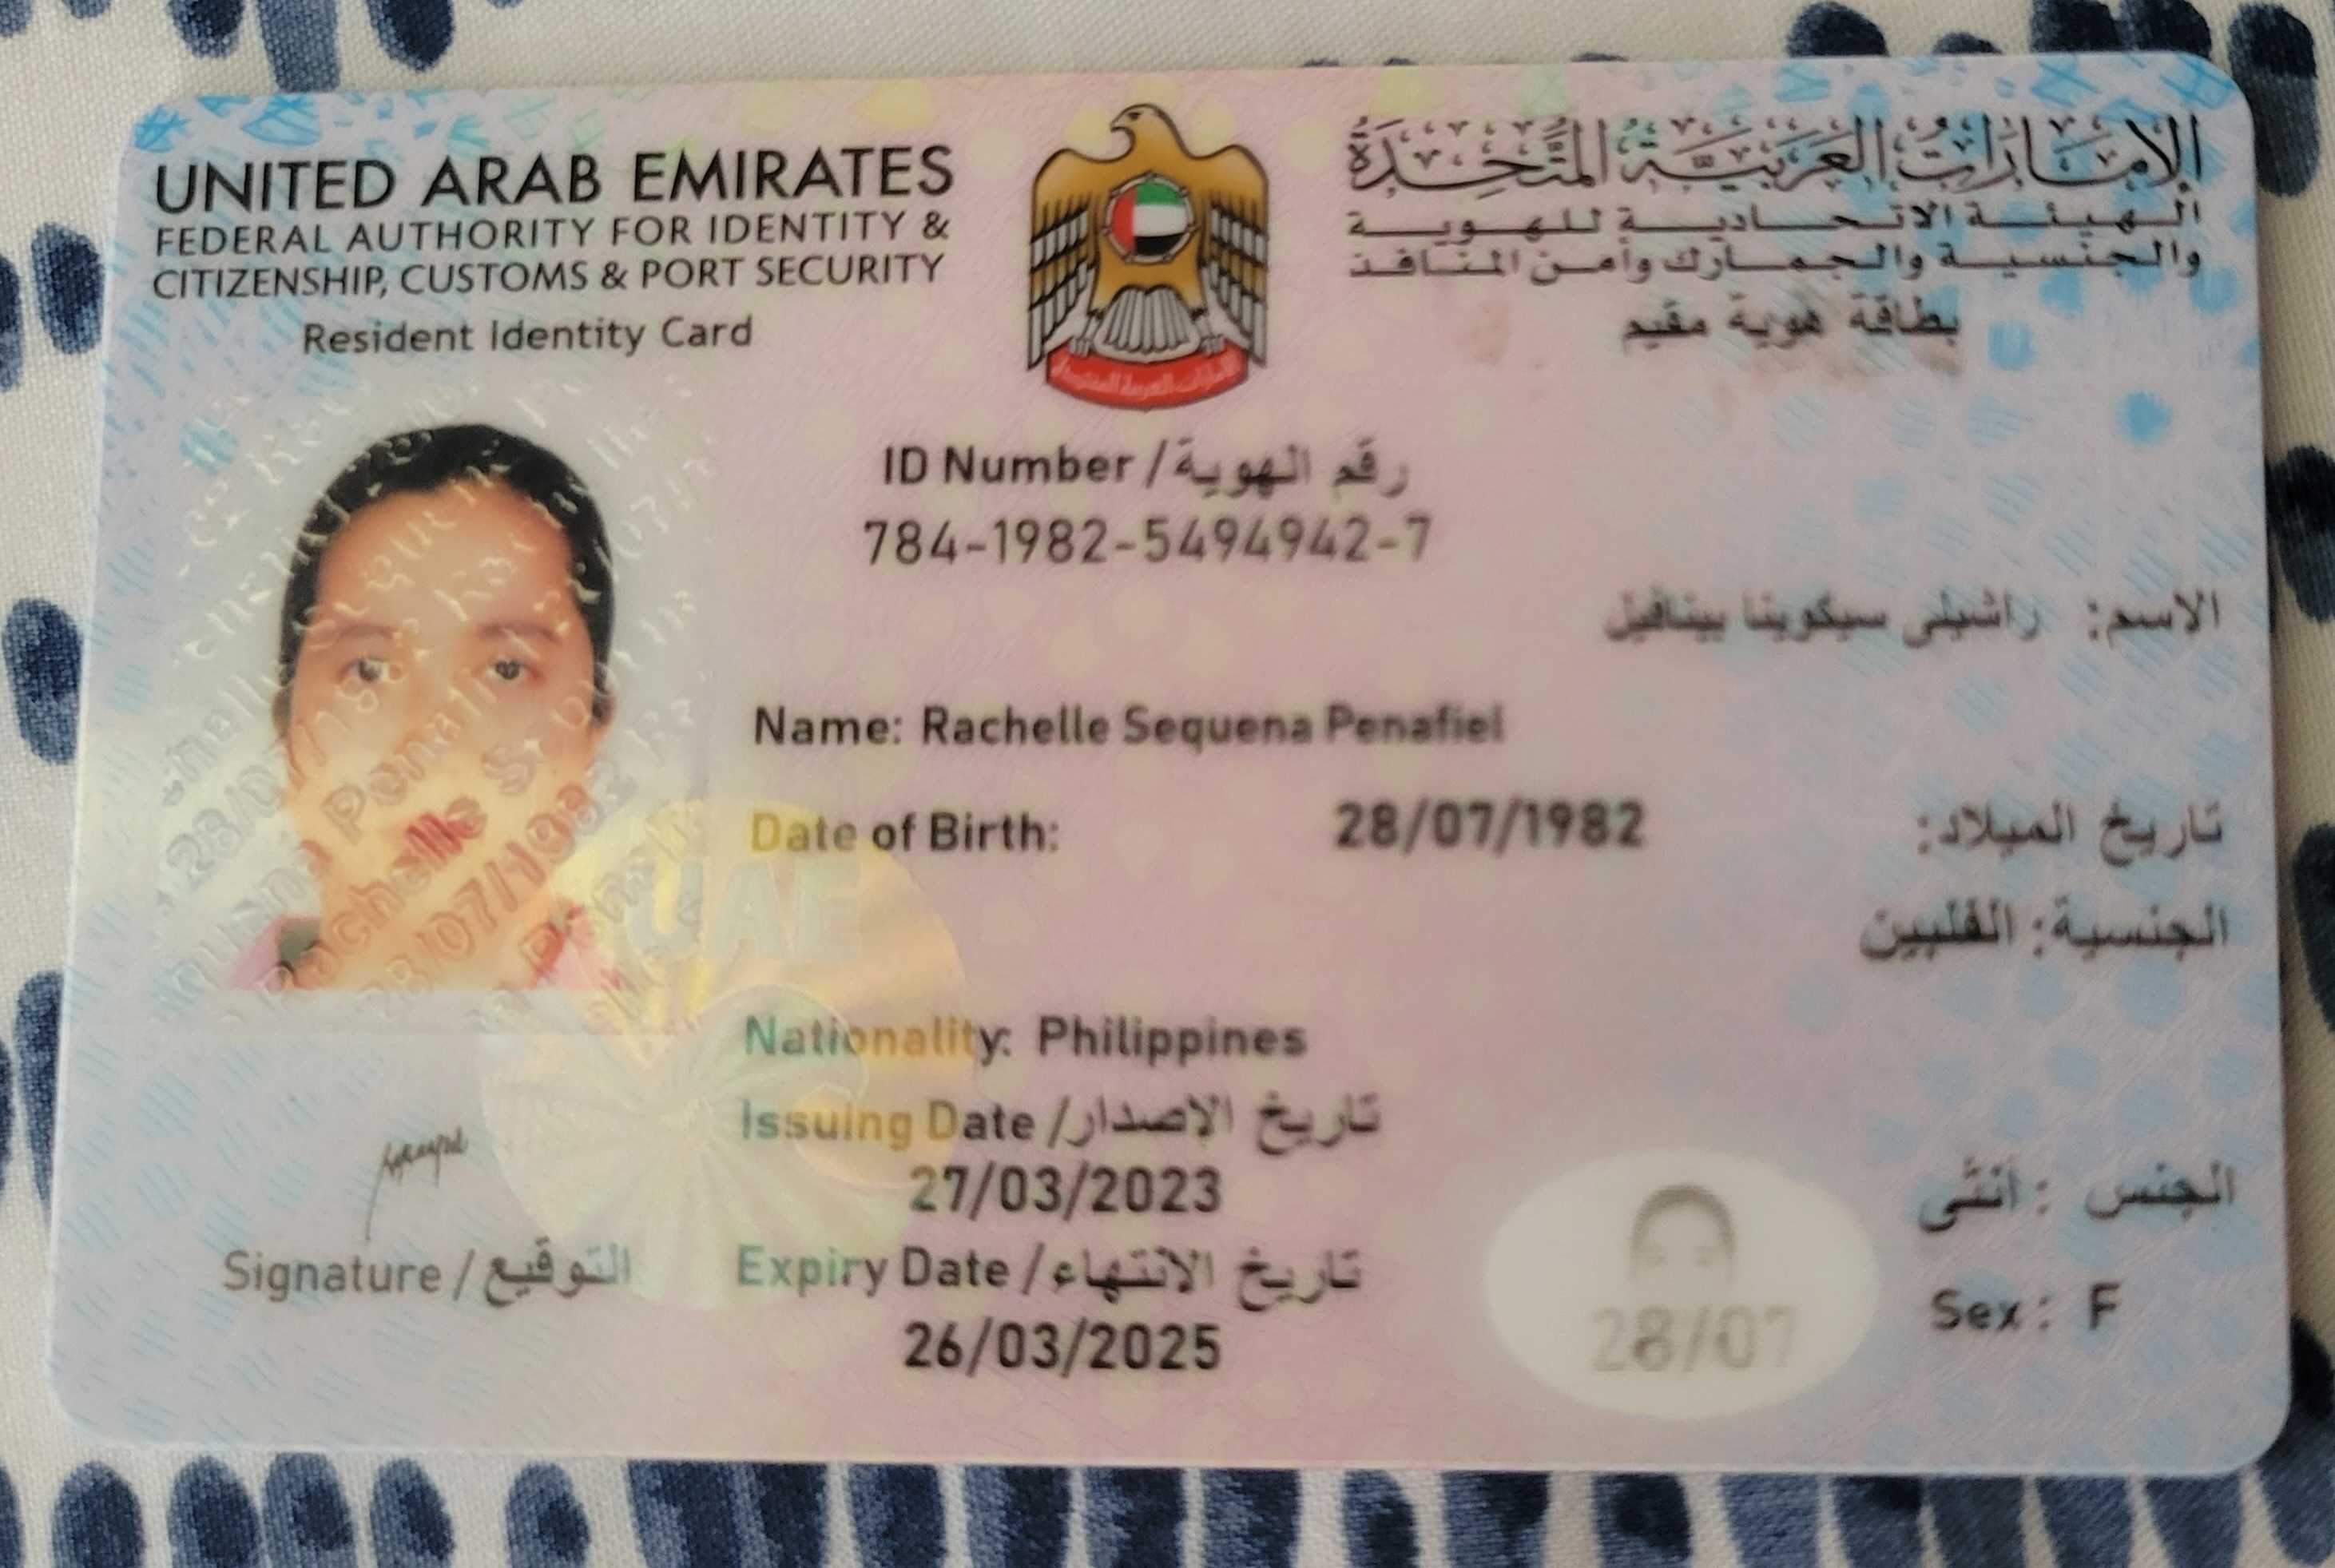 UNITED ARAB EMIRATES
FEDERAL AUTHORITY FOR IDENTITY &
CITIZENSHIP, CUSTOMS & PORT SECURITY
Resident Identity Card
الإمارات العربية المتحدة
الهيئة الاتحادية للهوية
والجنسية والجمارك وأمن المنافذ
بطاقة هوية مقيم
ID Number / رقم الهوية
784-1982-5494942-7
الاسم: راشيلى سيكوينا بينافيل
Name: Rachelle Sequena Penafiel
Date of Birth: 28/07/1982 تاريخ الميلاد:
الجنسية: الفلبين
Nationality: Philippines
Issuing Date / تاريخ الإصدار
27/03/2023
Expiry Date / تاريخ الانتهاء
26/03/2025
الجنس : أنثى
Sex: F
Signature / التوقيع
28/07
UAE